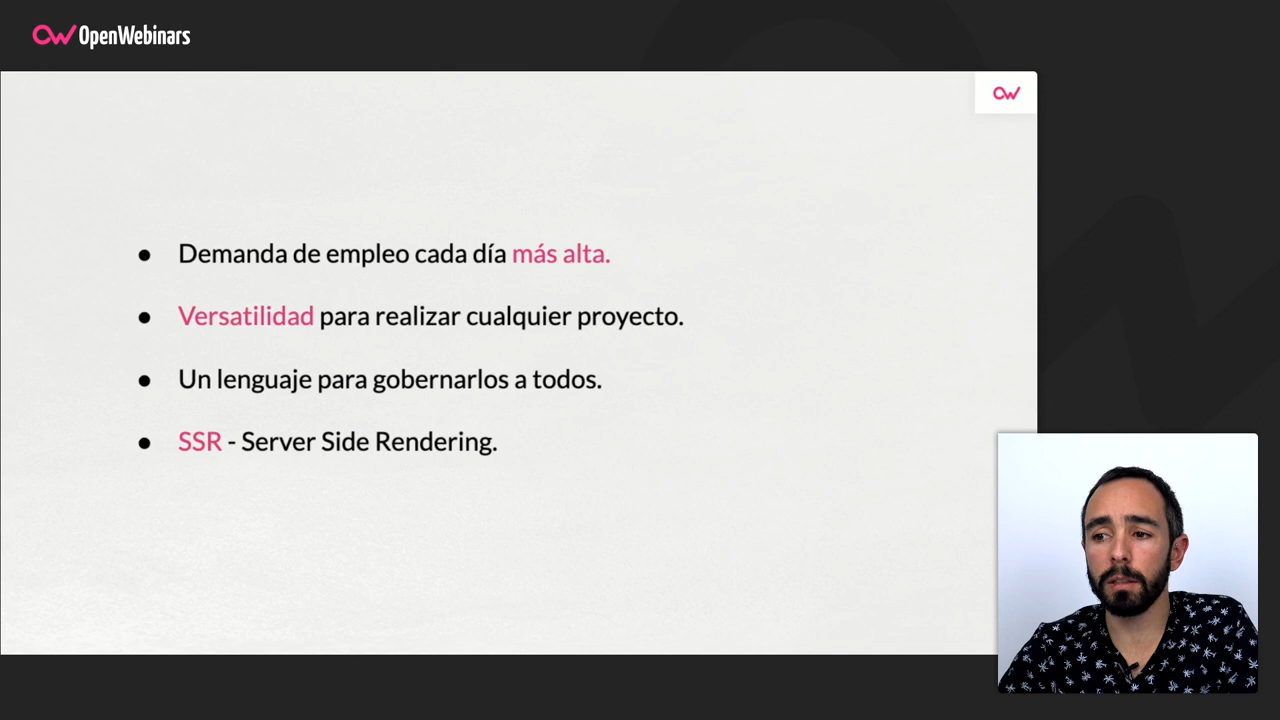 OpenWebinars
Demanda de empleo cada día más alta.
Versatilidad para realizar cualquier proyecto.
Un lenguaje para gobernarlos a todos.
SSR - Server Side Rendering.